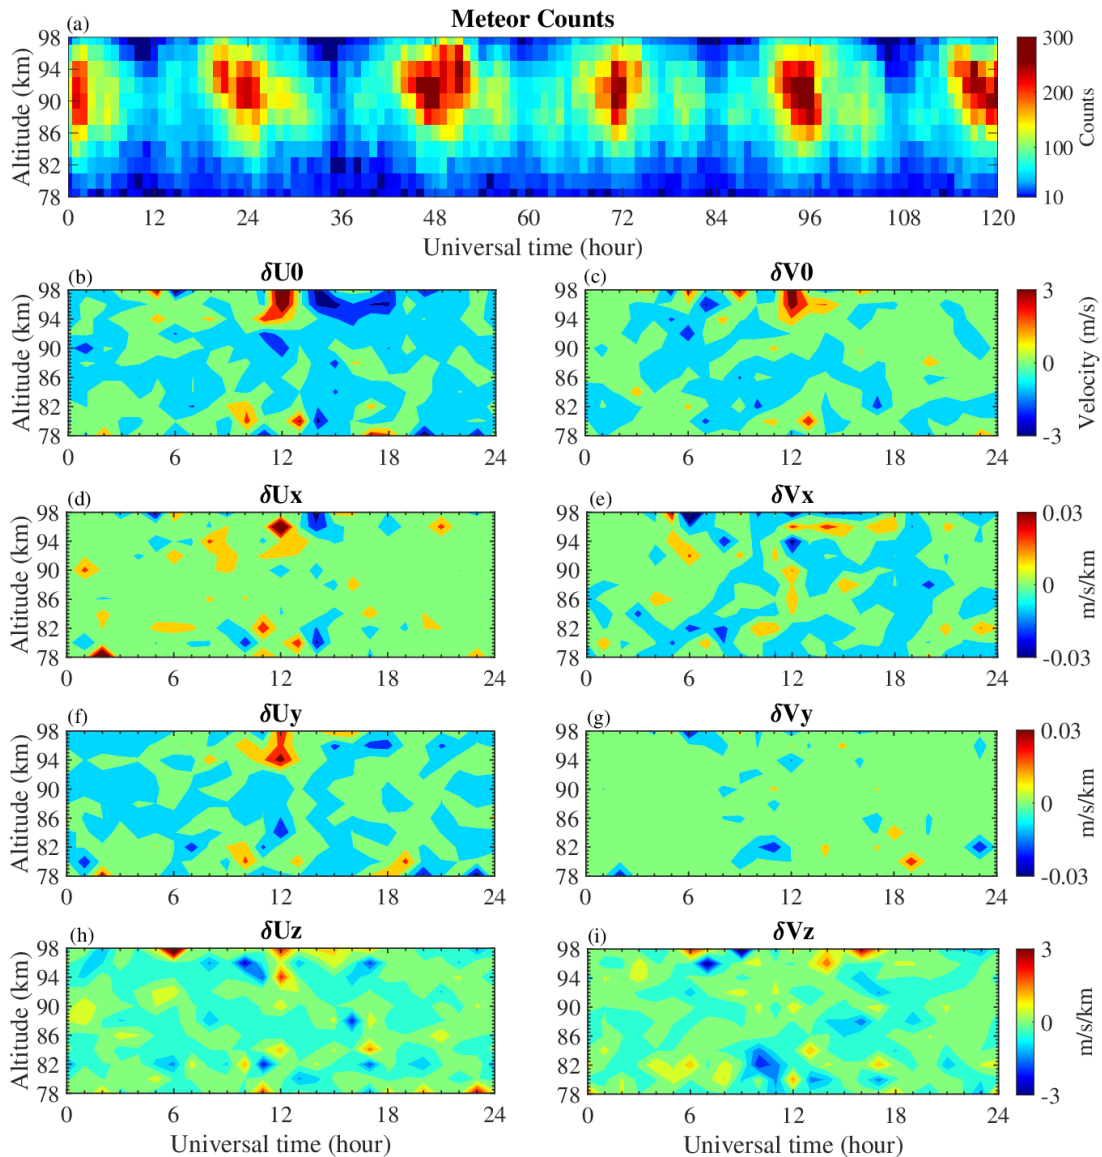 Meteor Counts
(a)
98
94
90
86
82
78
Altitude (km)
0 12 24 36 48 60 72 84 96 108 120
Universal time (hour)
300
200
100
10
Counts
(b) δU0
98
94
90
86
82
78
Altitude (km)
0 6 12 18 24
(c) δV0
98
94
90
86
82
78
0 6 12 18 24
3
0
-3
Velocity (m/s)
(d) δUx
98
94
90
86
82
78
Altitude (km)
0 6 12 18 24
(e) δVx
98
94
90
86
82
78
0 6 12 18 24
0.03
0
-0.03
m/s/km
(f) δUy
98
94
90
86
82
78
Altitude (km)
0 6 12 18 24
(g) δVy
98
94
90
86
82
78
0 6 12 18 24
0.03
0
-0.03
m/s/km
(h) δUz
98
94
90
86
82
78
Altitude (km)
0 6 12 18 24
Universal time (hour)
(i) δVz
98
94
90
86
82
78
0 6 12 18 24
Universal time (hour)
3
0
-3
m/s/km